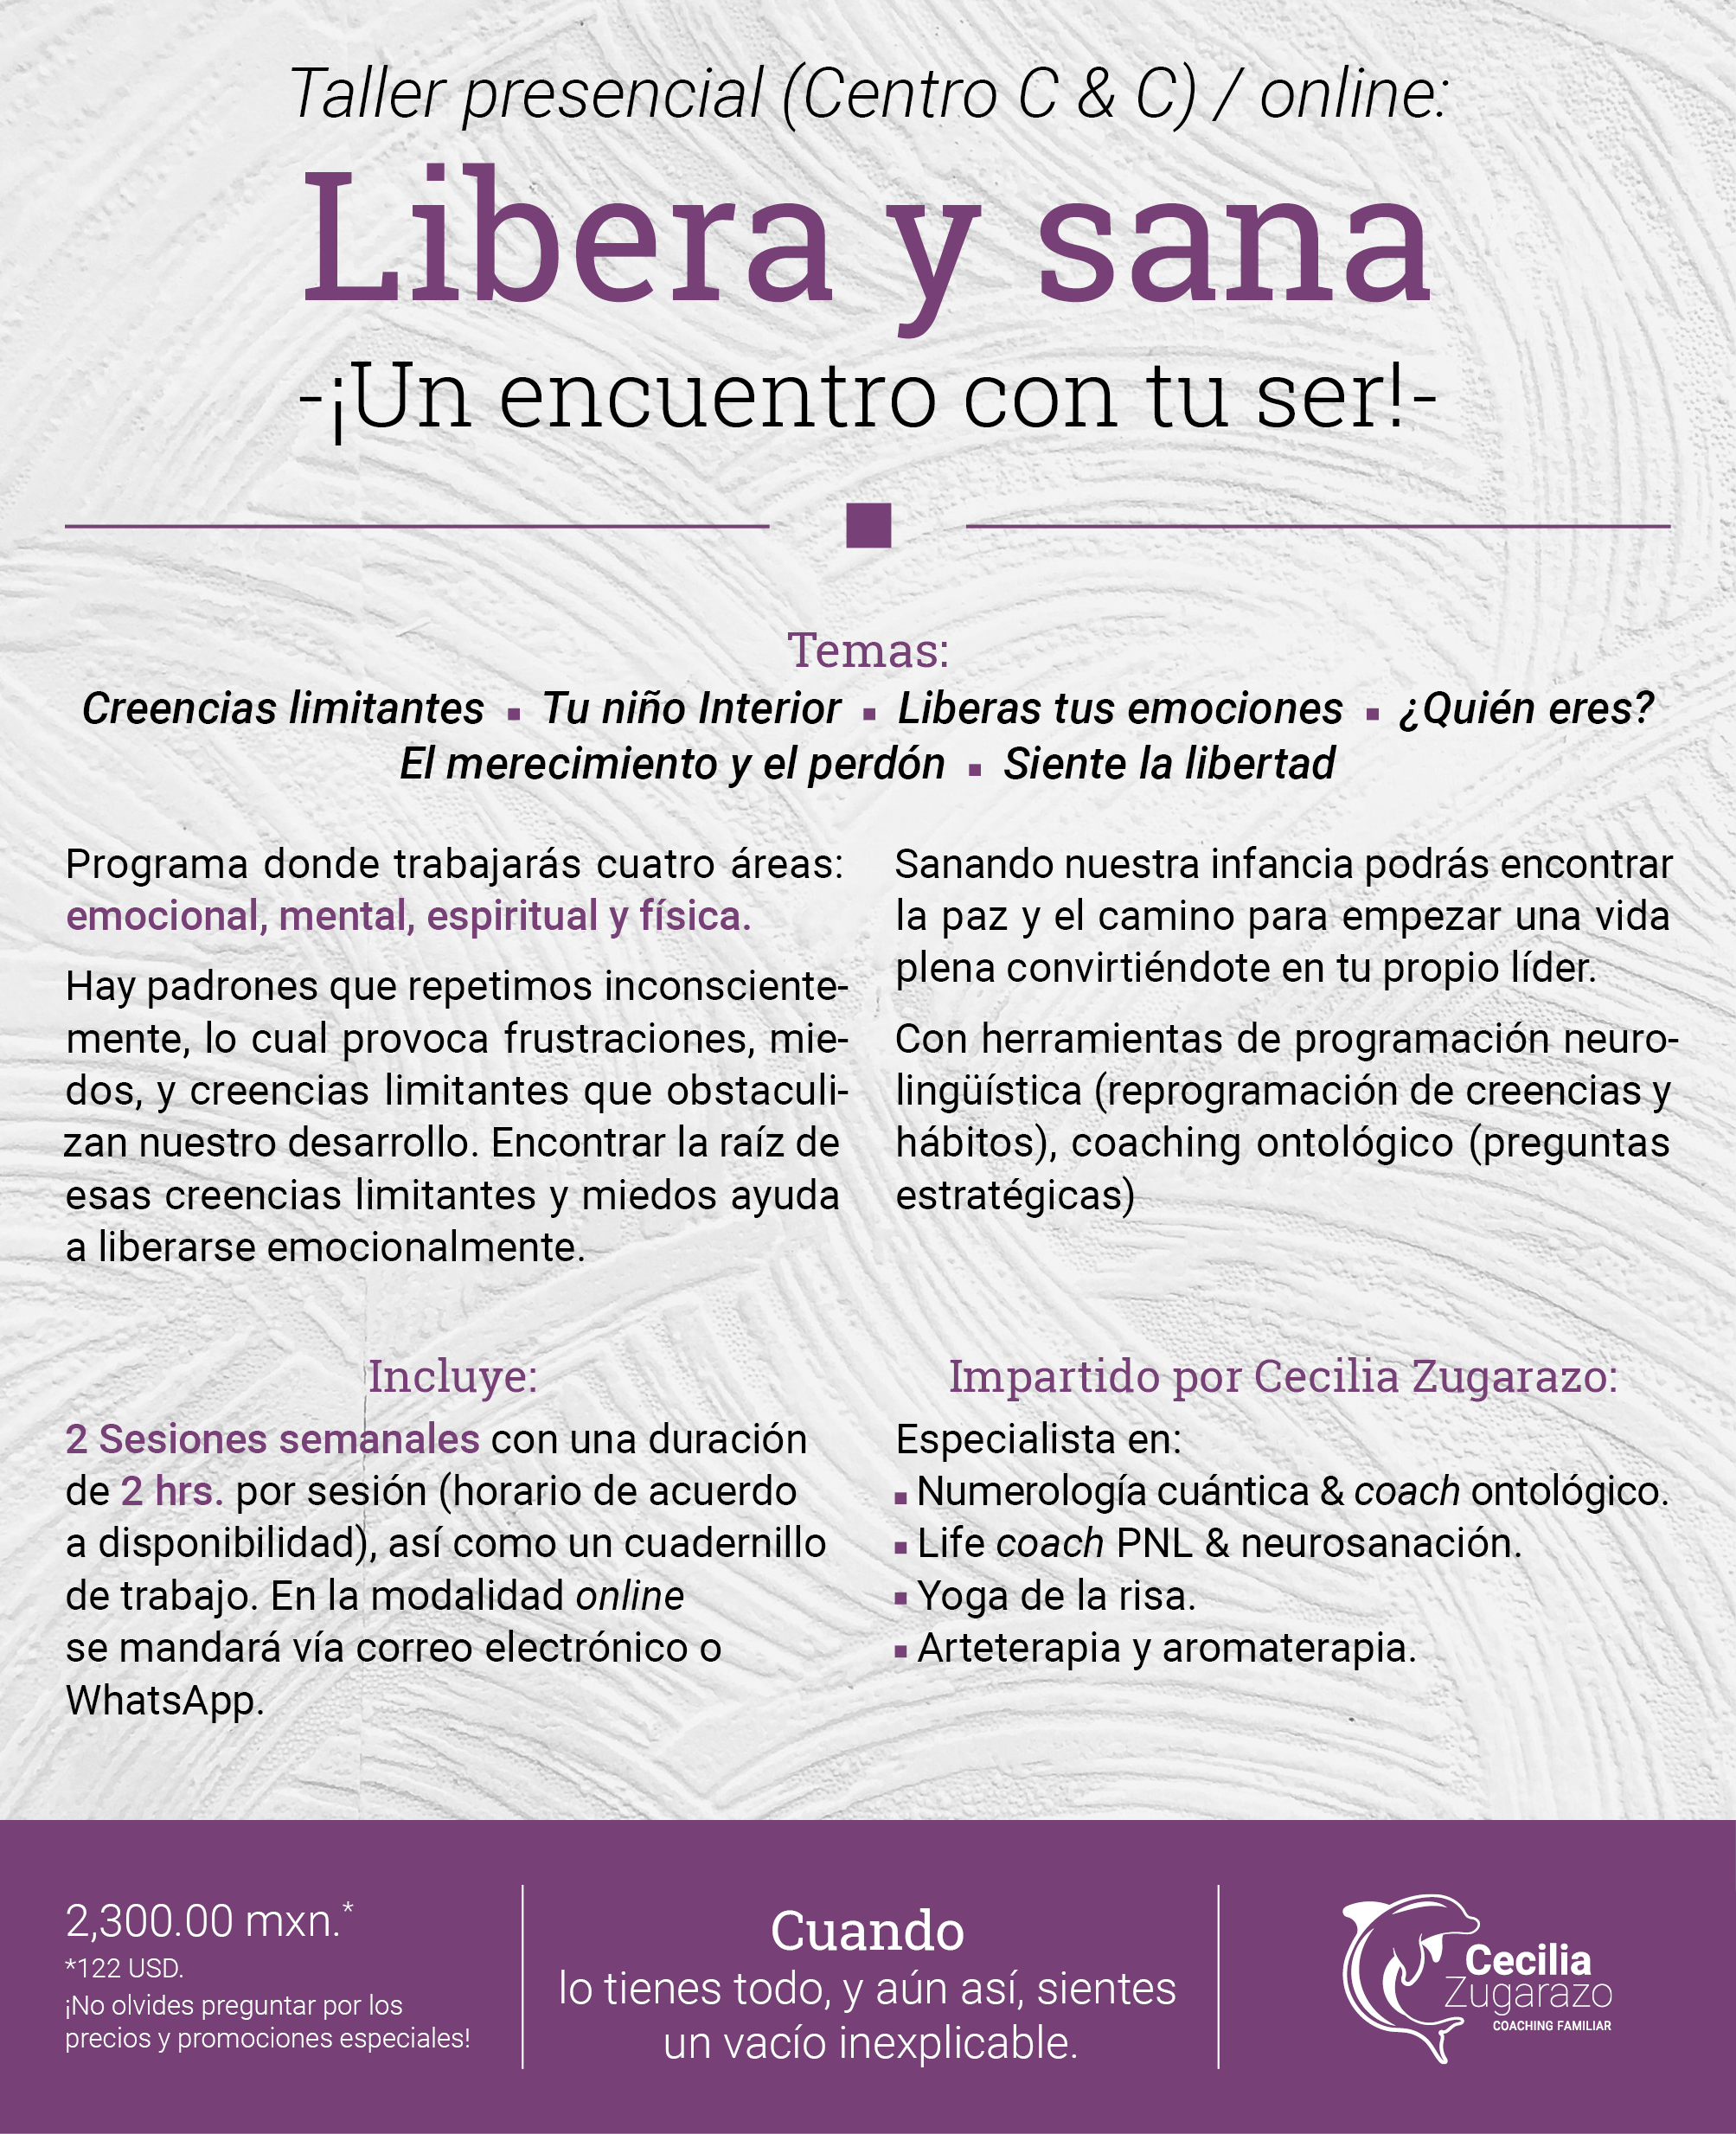 Taller presencial (Centro C & C) / online:
Libera y sana
-¡Un encuentro con tu ser!-
Temas:
Creencias limitantes ▪ Tu niño Interior ▪ Liberas tus emociones ▪ ¿Quién eres?
El merecimiento y el perdón ▪ Siente la libertad
Programa donde trabajarás cuatro áreas:
emocional, mental, espiritual y física.
Hay padrones que repetimos inconsciente-
mente, lo cual provoca frustraciones, mie-
dos, y creencias limitantes que obstaculi-
zan nuestro desarrollo. Encontrar la raíz de
esas creencias limitantes y miedos ayuda
a liberarse emocionalmente.
Sanando nuestra infancia podrás encontrar
la paz y el camino para empezar una vida
plena convirtiéndote en tu propio líder.
Con herramientas de programación neuro-
lingüística (reprogramación de creencias y
hábitos), coaching ontológico (preguntas
estratégicas)
Incluye:
2 Sesiones semanales con una duración
de 2 hrs. por sesión (horario de acuerdo
a disponibilidad), así como un cuadernillo
de trabajo. En la modalidad online
se mandará vía correo electrónico o
WhatsApp.
Impartido por Cecilia Zugarazo:
Especialista en:
▪ Numerología cuántica & coach ontológico.
▪ Life coach PNL & neurosanación.
▪ Yoga de la risa.
▪ Arteterapia y aromaterapia.
2,300.00 mxn.*
*122 USD.
¡No olvides preguntar por los
precios y promociones especiales!
Cuando
lo tienes todo, y aún así, sientes
un vacío inexplicable.
Cecilia
Zugarazo
COACHING FAMILIAR